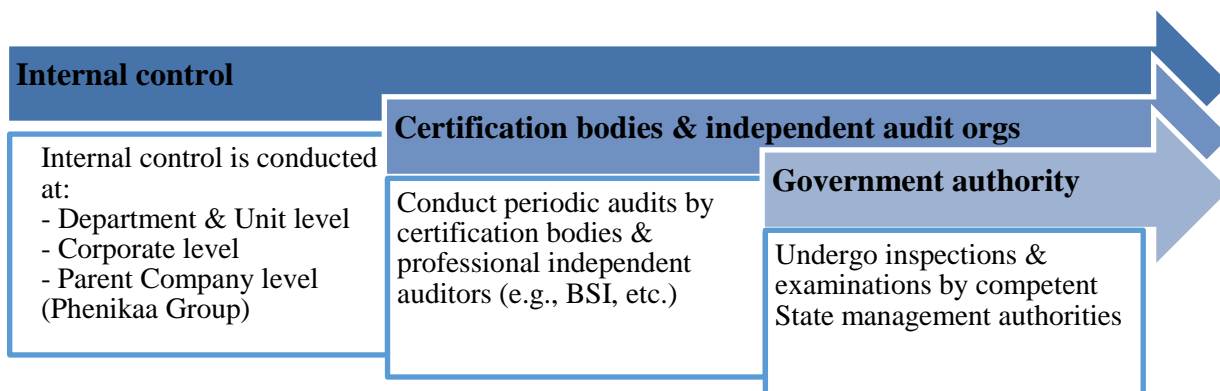 Internal control
Internal control is conducted
at:
- Department & Unit level
- Corporate level
- Parent Company level
(Phenikaa Group)
Certification bodies & independent audit orgs
Conduct periodic audits by
certification bodies &
professional independent
auditors (e.g., BSI, etc.)
Government authority
Undergo inspections &
examinations by competent
State management authorities